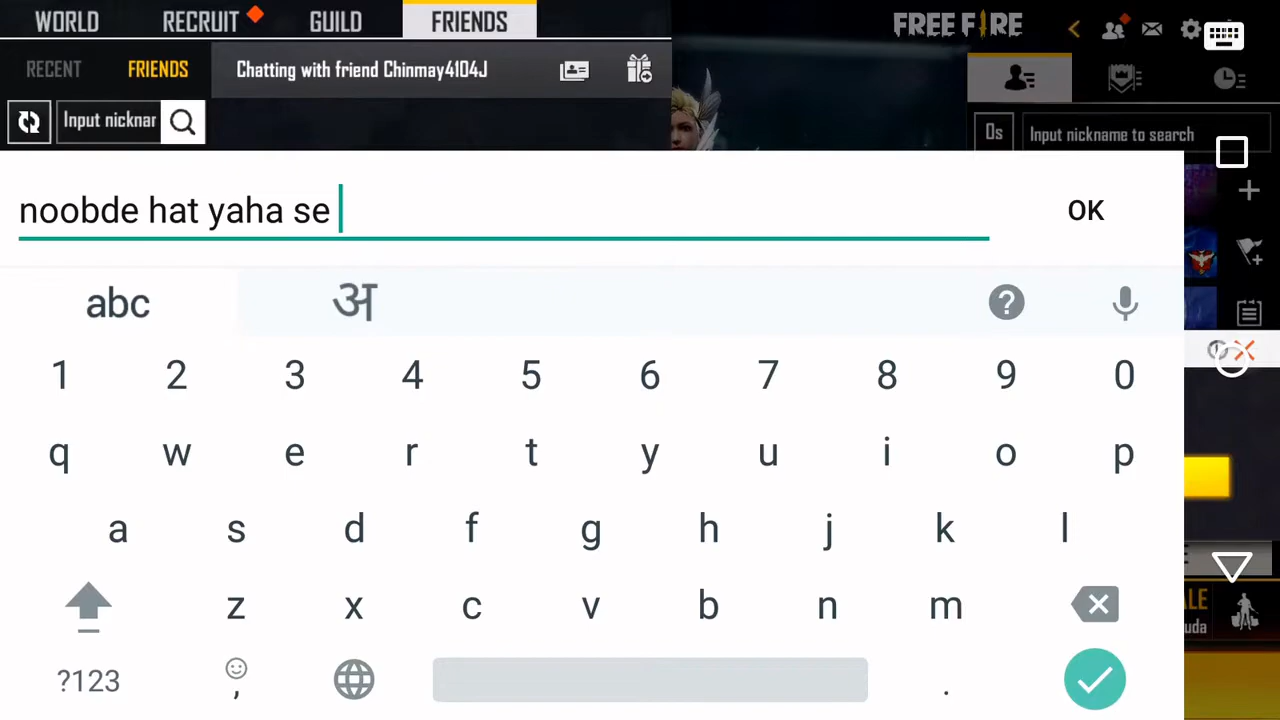 WORLD RECRUIT GUILD FRIENDS
FREE FIRE
RECENT FRIENDS Chatting with friend Chinmay4104J
Input nicknar
Os Input nickname to search
noobde hat yaha se
OK
abc अ
1 2 3 4 5 6 7 8 9 0
q w e r t y u i o p
a s d f g h j k l
z x c v b n m
?123 , .